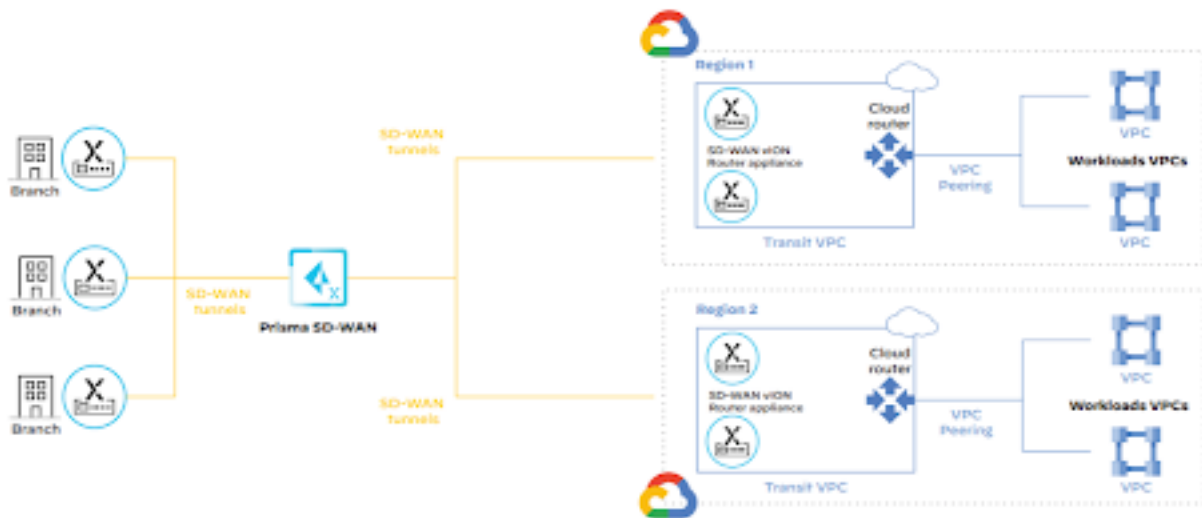 Region 1
Cloud
router
SD-WAN vION
Router appliance
Transit VPC
VPC
Peering
VPC
Workloads VPCs
VPC
SD-WAN
tunnels
Branch
Branch
Branch
SD-WAN
tunnels
Prisma SD-WAN
SD-WAN
tunnels
Region 2
Cloud
router
SD-WAN vION
Router appliance
Transit VPC
VPC
Peering
VPC
Workloads VPCs
VPC